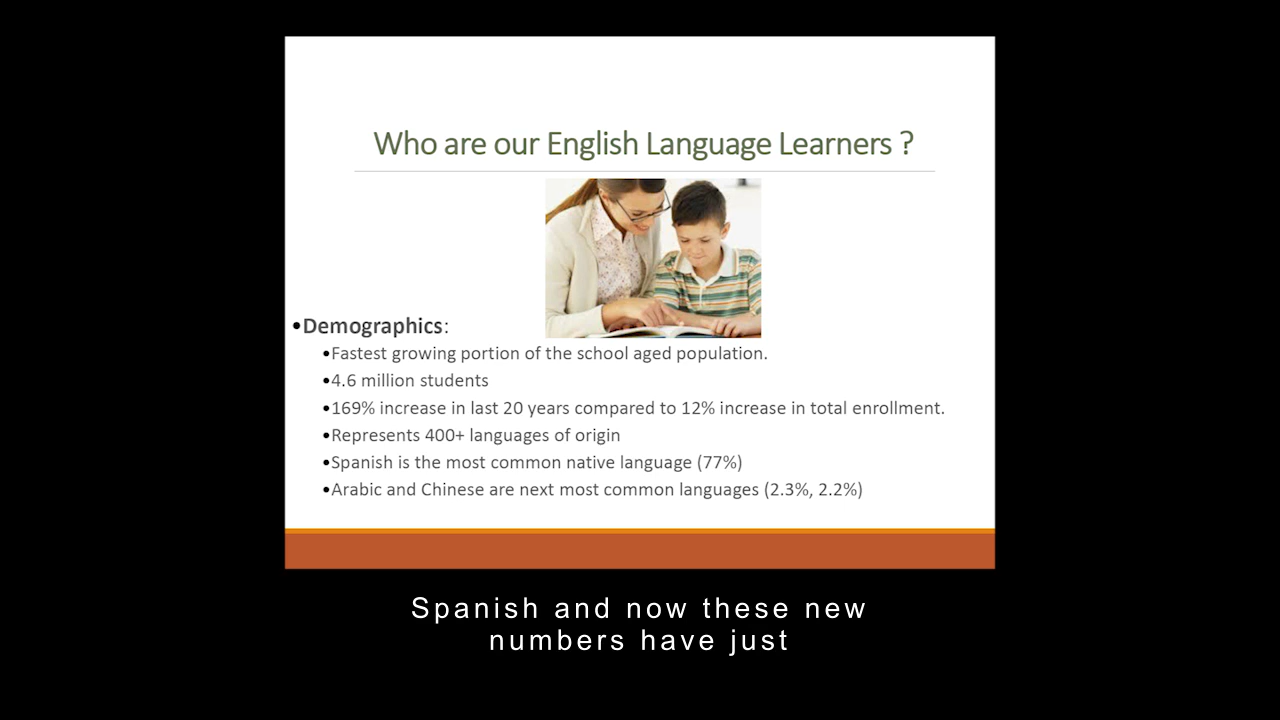 Who are our English Language Learners ?
•Demographics:
•Fastest growing portion of the school aged population.
•4.6 million students
•169% increase in last 20 years compared to 12% increase in total enrollment.
•Represents 400+ languages of origin
•Spanish is the most common native language (77%)
•Arabic and Chinese are next most common languages (2.3%, 2.2%)
Spanish and now these new
numbers have just